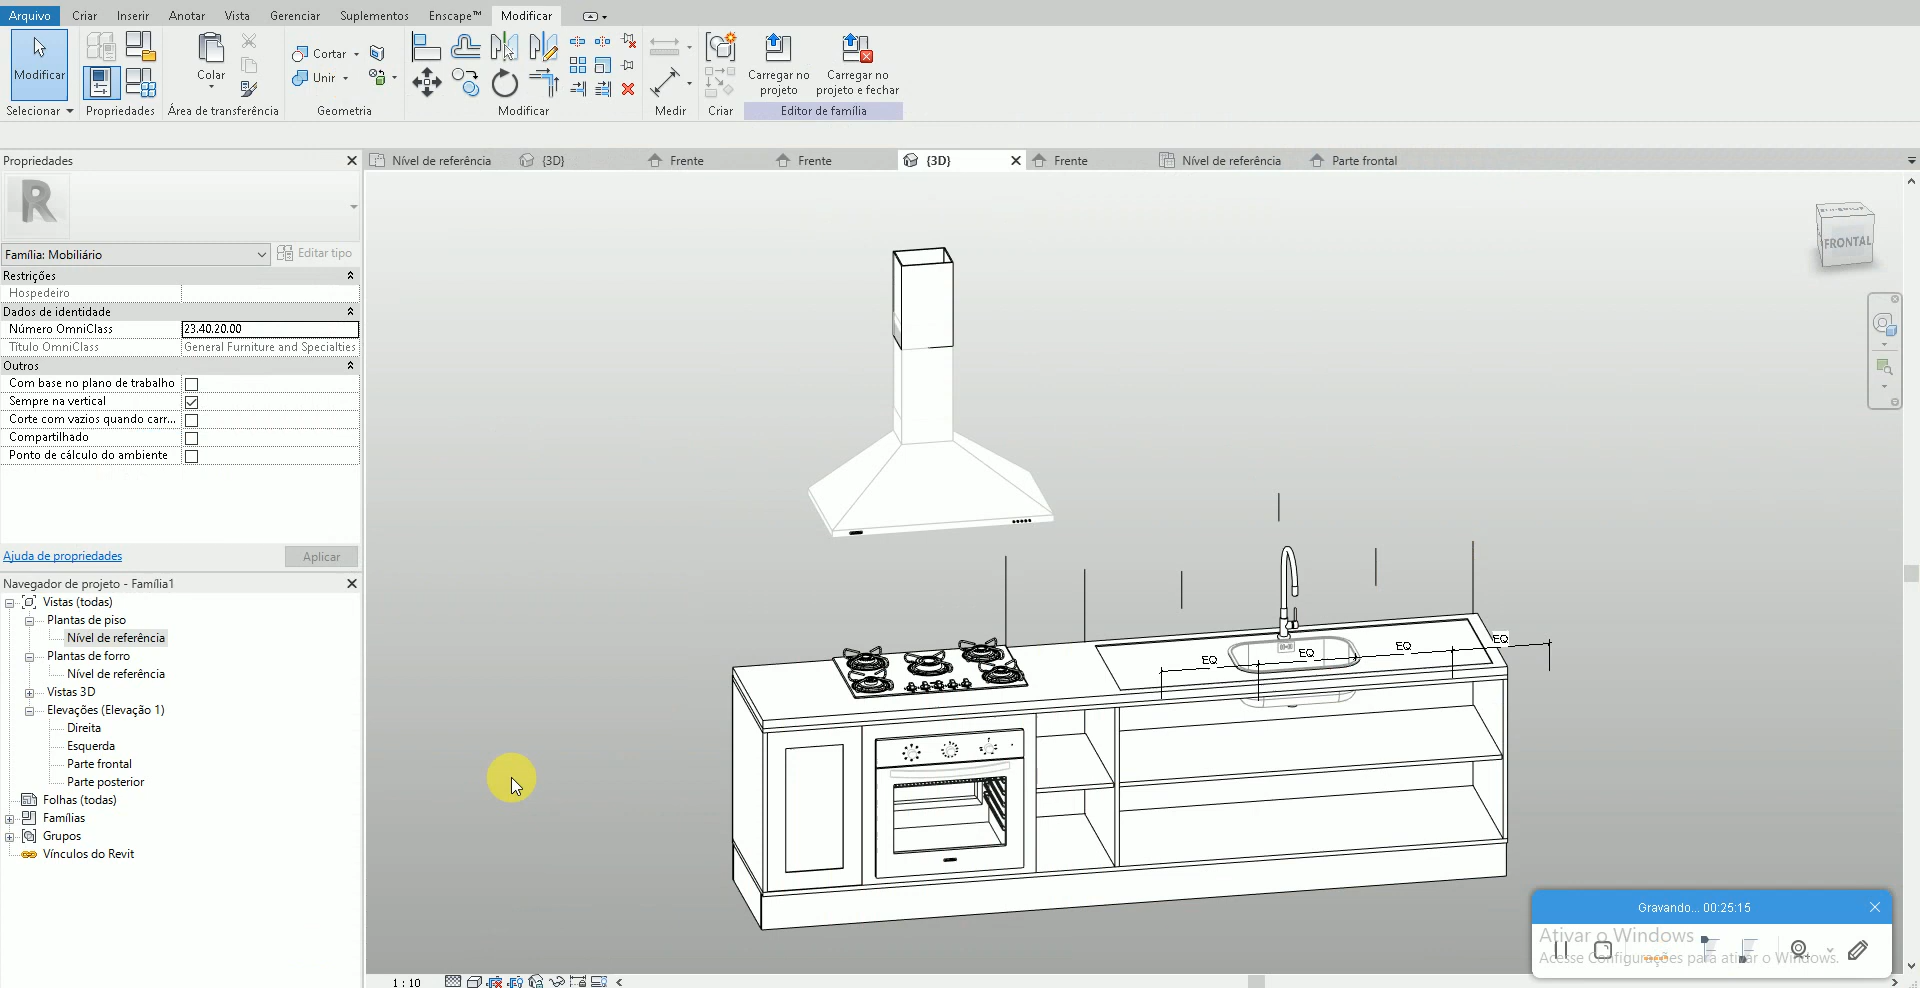 Arquivo Criar Inserir Anotar Vista Gerenciar Suplementos Enscape™ Modificar
Modificar
Selecionar
Propriedades
Colar
Área de transferência
Cortar
Unir
Geometria
Modificar
Medir
Criar
Carregar no
projeto
Carregar no
projeto e fechar
Editor de família
Propriedades
Nível de referência {3D} Frente Frente {3D} Frente Nível de referência Parte frontal
R
Família: Mobiliário
Editar tipo
Restrições
Hospedeiro
Dados de identidade
Número OmniClass 23.40.20.00
Título OmniClass General Furniture and Specialties
Outros
Com base no plano de trabalho
Sempre na vertical
Corte com vazios quando carr...
Compartilhado
Ponto de cálculo do ambiente
Ajuda de propriedades
Aplicar
Navegador de projeto - Família1
Vistas (todas)
Plantas de piso
Nível de referência
Plantas de forro
Nível de referência
Vistas 3D
Elevações (Elevação 1)
Direita
Esquerda
Parte frontal
Parte posterior
Folhas (todas)
Famílias
Grupos
Vínculos do Revit
FRONTAL
EQ EQ EQ EQ
Gravando... 00:25:15
Ativar o Windows
Acesse Configurações para ativar o Windows.
1 : 10